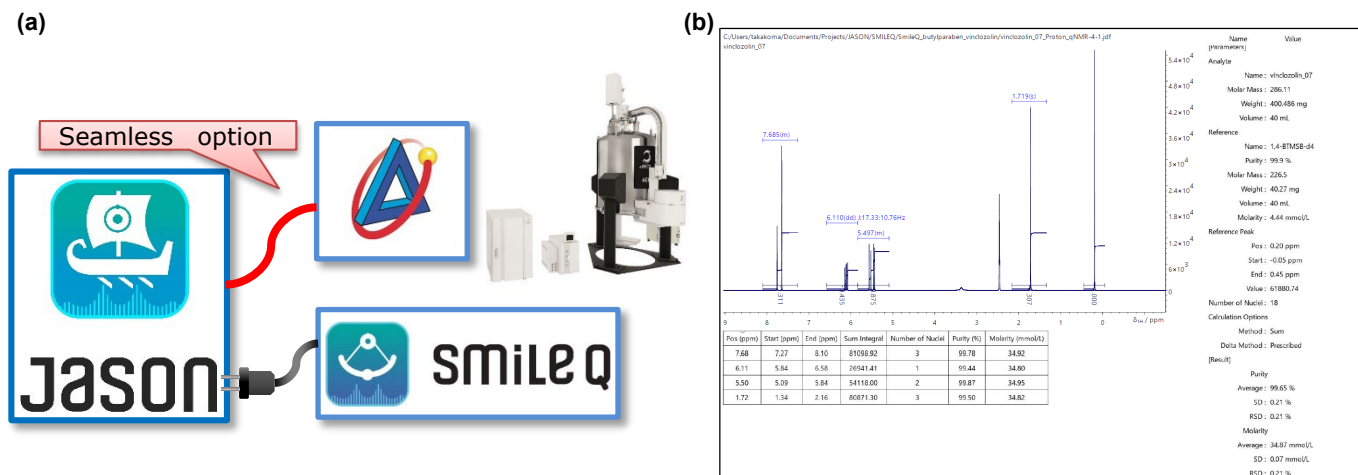 (a)
Seamless option
JASON
SMILE Q
(b)
C:/Users/takakoma/Documents/Projects/JASON/SMILEQ/SmileQ_butylparaben_vinclozolin/vinclozolin_07_Proton_qNMR-4-1.jdf
vinclozolin_07
7.685(m)
6.110(dd) J:17.33;10.76Hz
5.497(m)
1.719(s)
5.4×10⁴
4.8×10⁴
4.2×10⁴
3.6×10⁴
3×10⁴
2.4×10⁴
1.8×10⁴
1.2×10⁴
6×10³
0
.311
.435
.875
.307
.000
9 8 7 6 5 4 3 2 1 0
δ1H / ppm
Pos (ppm) Start (ppm) End (ppm) Sum Integral Number of Nuclei Purity (%) Molarity (mmol/L)
7.68 7.27 8.10 81098.92 3 99.78 34.92
6.11 5.84 6.58 26941.41 1 99.44 34.80
5.50 5.09 5.84 54118.00 2 99.87 34.95
1.72 1.34 2.16 80871.30 3 99.50 34.82
Name Value
[Parameters]
Analyte
Name : vinclozolin_07
Molar Mass : 286.11
Weight : 400.486 mg
Volume : 40 mL
Reference
Name : 1,4-BTMSB-d4
Purity : 99.9 %
Molar Mass : 226.5
Weight : 40.27 mg
Volume : 40 mL
Molarity : 4.44 mmol/L
Reference Peak
Pos : 0.20 ppm
Start : -0.05 ppm
End : 0.45 ppm
Value : 61880.74
Number of Nuclei : 18
Calculation Options
Method : Sum
Delta Method : Prescribed
[Result]
Purity
Average : 99.65 %
SD : 0.21 %
RSD : 0.21 %
Molarity
Average : 34.87 mmol/L
SD : 0.07 mmol/L
RSD : 0.21 %